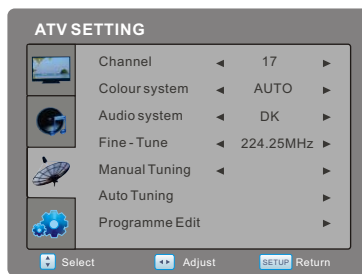 ATV SETTING
Channel ◄ 17 ►
Colour system ◄ AUTO ►
Audio system ◄ DK ►
Fine - Tune ◄ 224.25MHz ►
Manual Tuning ◄ ►
Auto Tuning ►
Programme Edit ►
Select Adjust SETUP Return